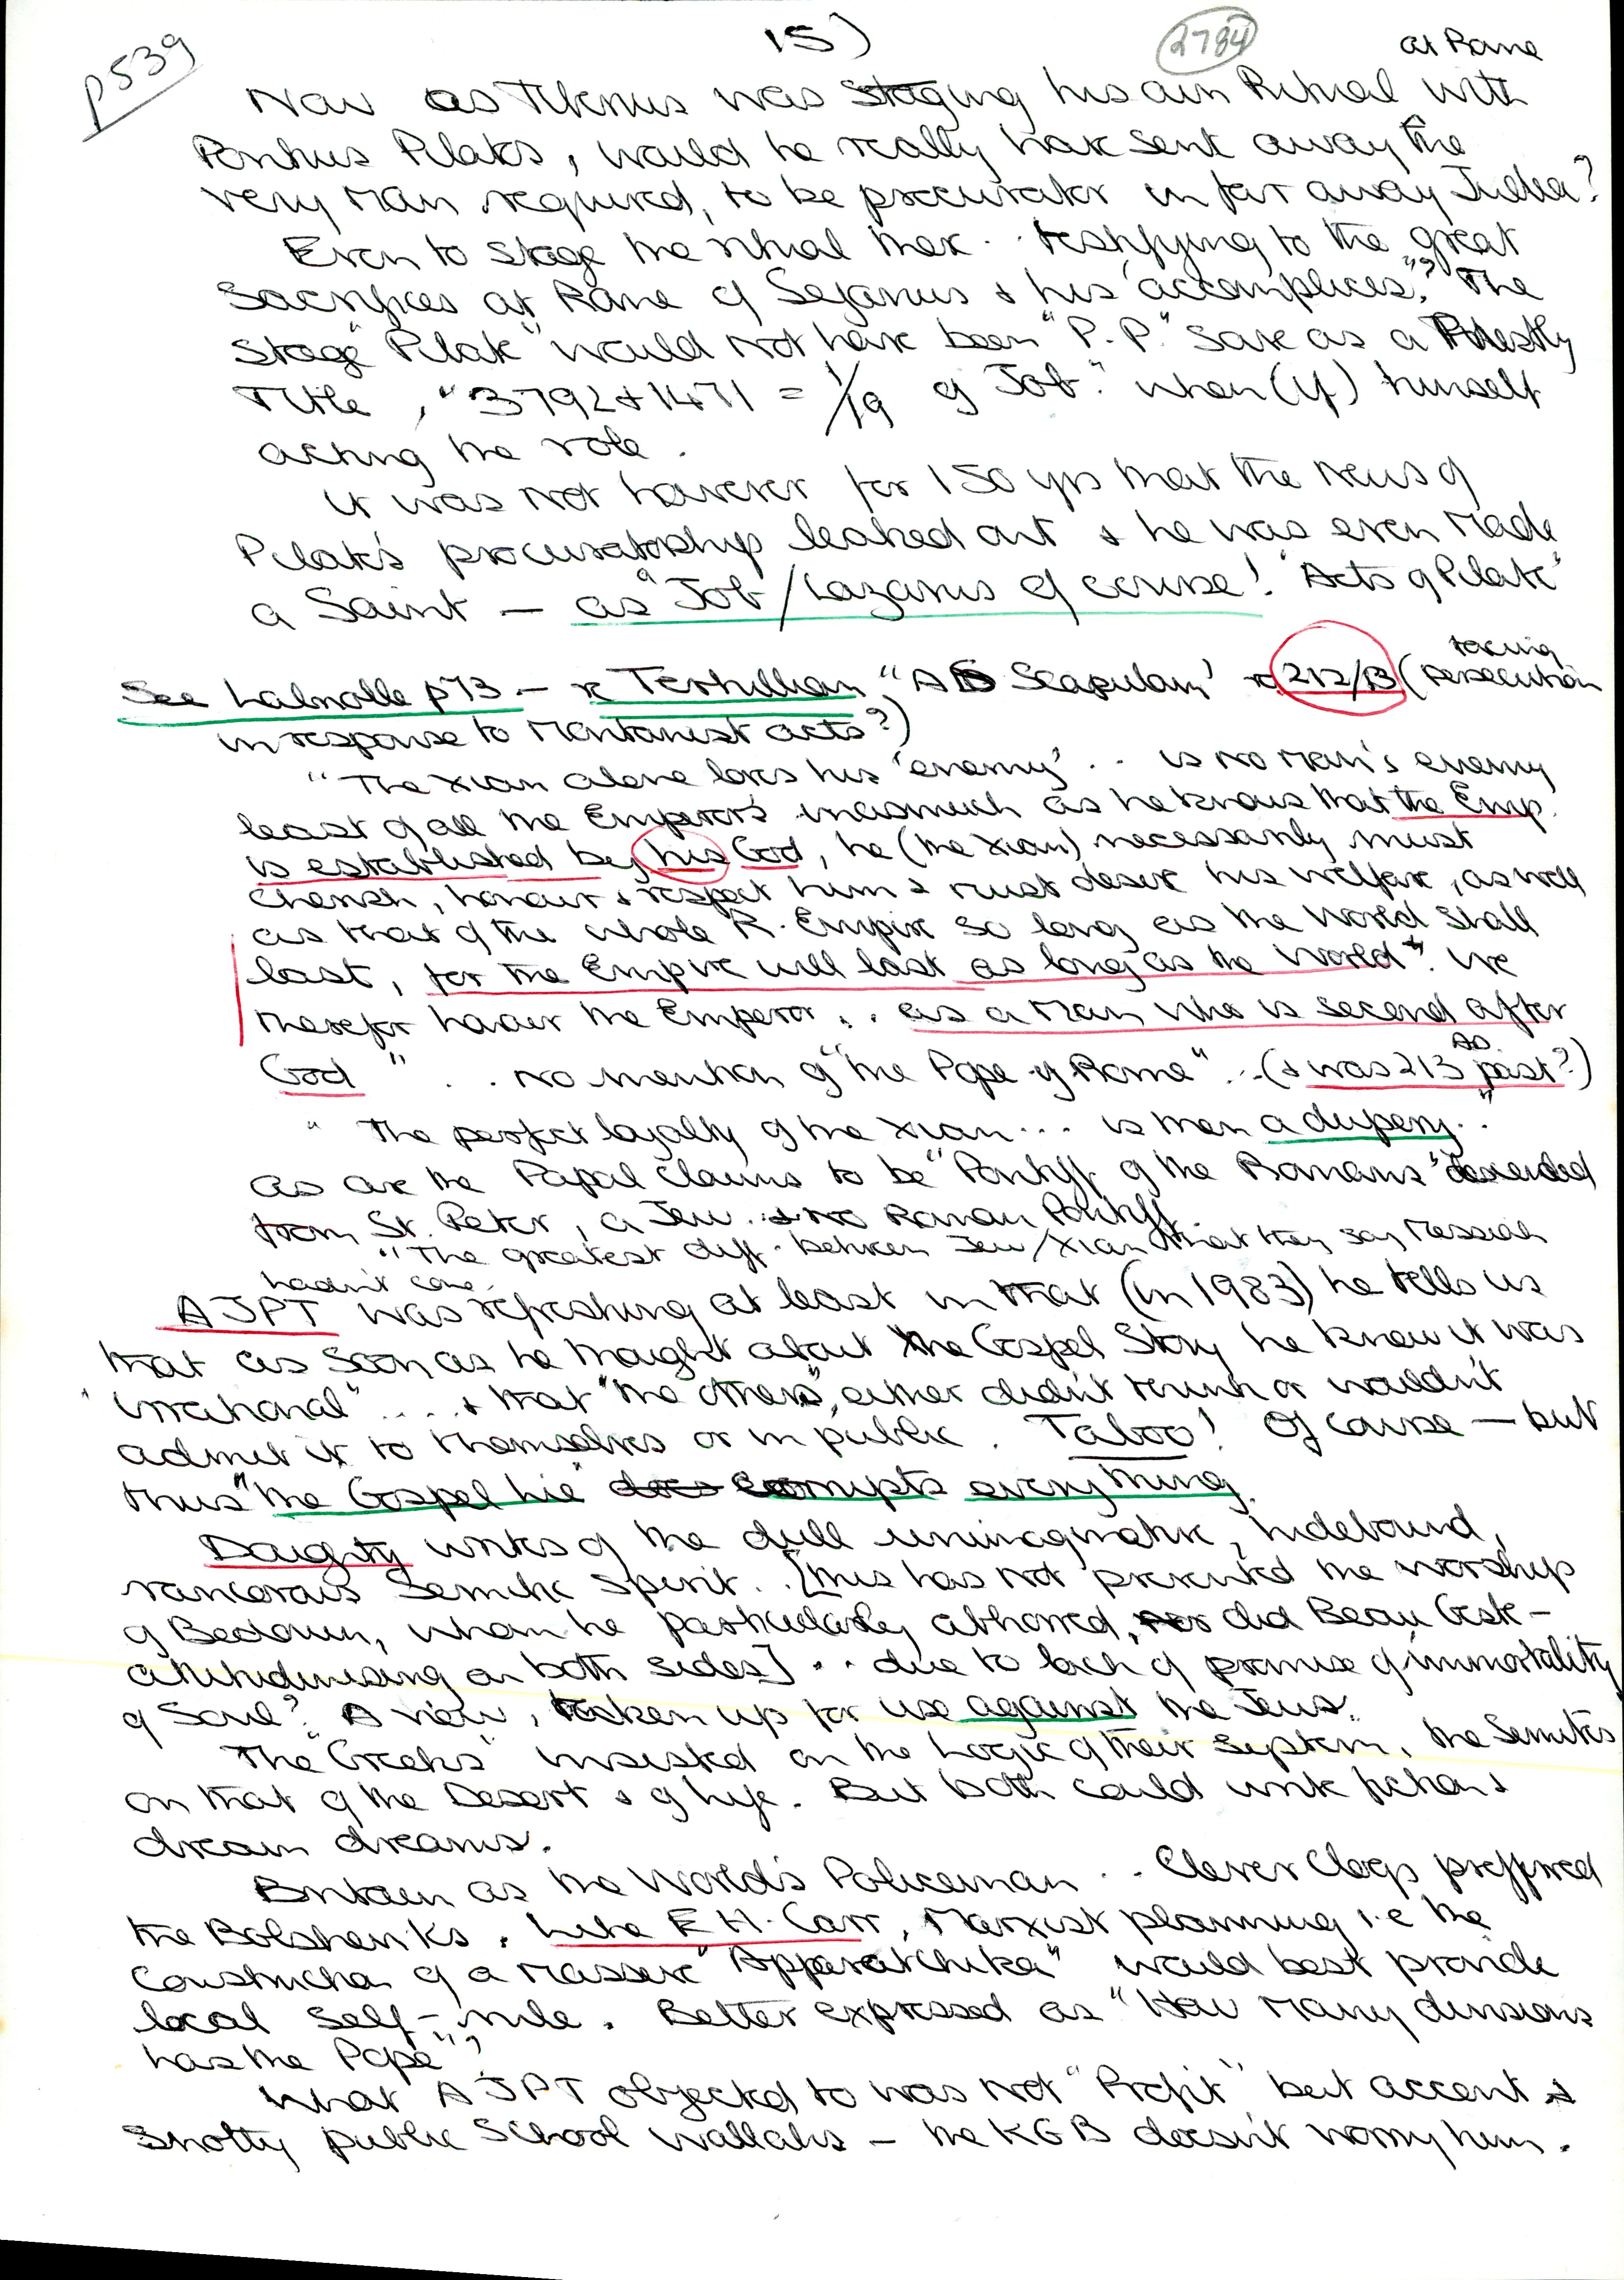 p539
15)
2784
at Rome
Now as Tiberius was staging his own Ritual with
Pontius Pilate, would he really have sent away the
very man required, to be procurator in far away Judea?
Even to stage the ritual there .. testifying to the great
Sacrifices at Rome of Sejanus & his "accomplices"? The
stage "Pilate" would not have been "P.P." save as a Priestly
Title, "3792+1471 = 1/19 of Job." when (if) himself
acting the role.
It was not however for 150 yrs that the news of
Pilate's procuratorship leaked out & he was even made
a Saint — as "Job/Lazarus of course! "Acts of Pilate"
See Labriolle p73 - re Tertullian, "AD Scapulam' re 212/13 (facing persecution
in response to Montanist acts?)
"The Xian alone loves his 'enemy' .. is no man's enemy
least of all the Emperor's inasmuch as he knows that the Emp.
is established by his God, he (the Xian) necessarily must
cherish, honour & respect him & must desire his welfare, as well
as that of the whole R. Empire so long as the World shall
last, for the Empire will last as long as the World". We
therefor honour the Emperor .. as a man who is second after
God" .. no mention of "the Pope of Rome" .. (& was 213 AD past?)
"The perfect loyalty of the Xian ... is then a dupery.."
as are the Papal claims to be "Pontiff of the Romans" descended
from St. Peter, a Jew. & no Roman Pontiff.
"The greatest diff. between Jew/Xian that they say Messiah
hadn't come.
AJPT was refreshing at least in that (in 1983) he tells us
that as soon as he thought about the Gospel Story he knew it was
"irrational" .... & that "the others", either didn't think or wouldn't
admit it to themselves or in public. Taboo! Of course — but
thus "the Gospel lie" does corrupts everything.
Doughty writes of the dull unimaginative, hidebound,
rancorous Semitic spirit.. [this has not prevented the worship
of Bedouin, whom he particularly abhorred, nor did Beau Geste -
attitudinising on both sides] .. due to lack of promise of immortality
of Soul? A view, taken up for use against the Jews.
The "Greeks" insisted on the Logic of their system, the Semites
on that of the Desert & of life. But both could write fiction &
dream dreams.
Britain as the World's Policeman .. Clever Clogs preffered
the Bolsheviks. Like E H. Carr, Marxist planning i.e the
Construction of a massive "Apparatchika" would best provide
local self-rule. Better expressed as "How many divisions
has the Pope"?
What AJPT objected to was not "Profit" but accent &
Snotty public School wallahs — the KGB doesn't worry him.